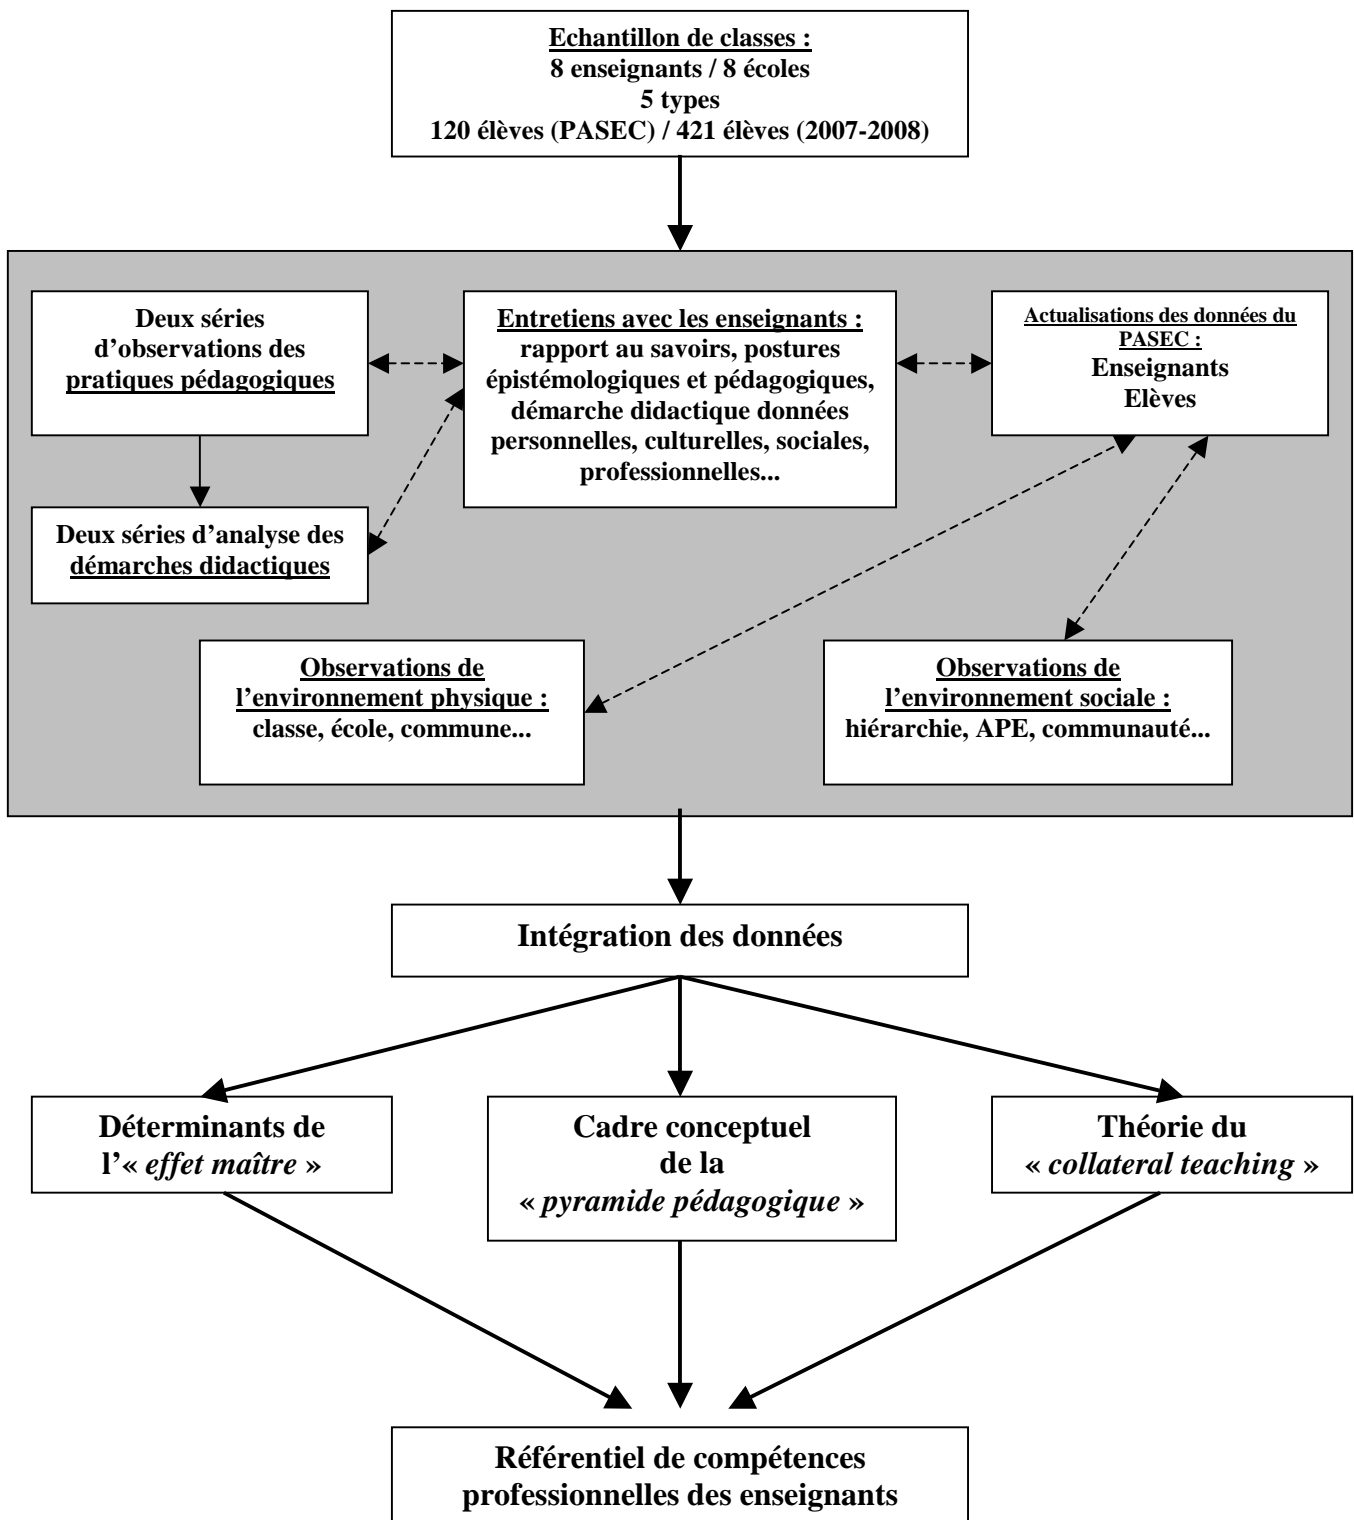 Echantillon de classes :
8 enseignants / 8 écoles
5 types
120 élèves (PASEC) / 421 élèves (2007-2008)
Deux séries
d’observations des
pratiques pédagogiques
Entretiens avec les enseignants :
rapport au savoirs, postures
épistémologiques et pédagogiques,
démarche didactique données
personnelles, culturelles, sociales,
professionnelles...
Actualisations des données du
PASEC :
Enseignants
Elèves
Deux séries d’analyse des
démarches didactiques
Observations de
l’environnement physique :
classe, école, commune...
Observations de
l’environnement sociale :
hiérarchie, APE, communauté...
Intégration des données
Déterminants de
l’« effet maître »
Cadre conceptuel
de la
« pyramide pédagogique »
Théorie du
« collateral teaching »
Référentiel de compétences
professionnelles des enseignants